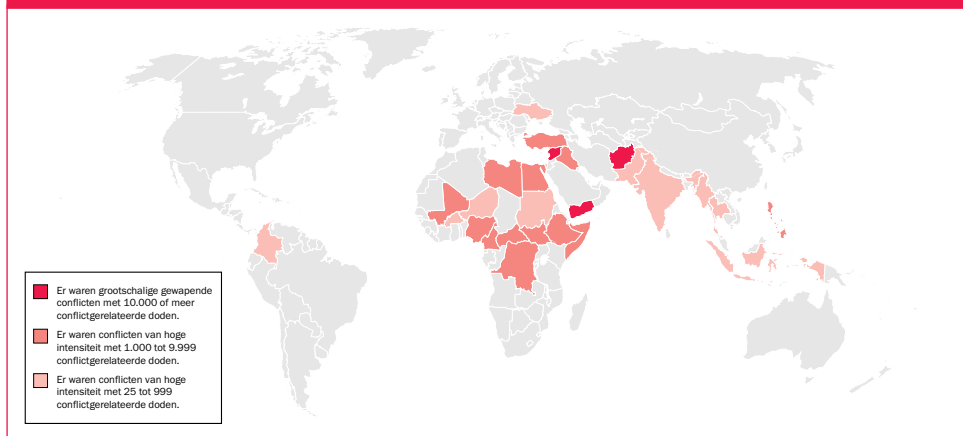 Er waren grootschalige gewapende
conflicten met 10.000 of meer
conflictgerelateerde doden.
Er waren conflicten van hoge
intensiteit met 1.000 tot 9.999
conflictgerelateerde doden.
Er waren conflicten van hoge
intensiteit met 25 tot 999
conflictgerelateerde doden.